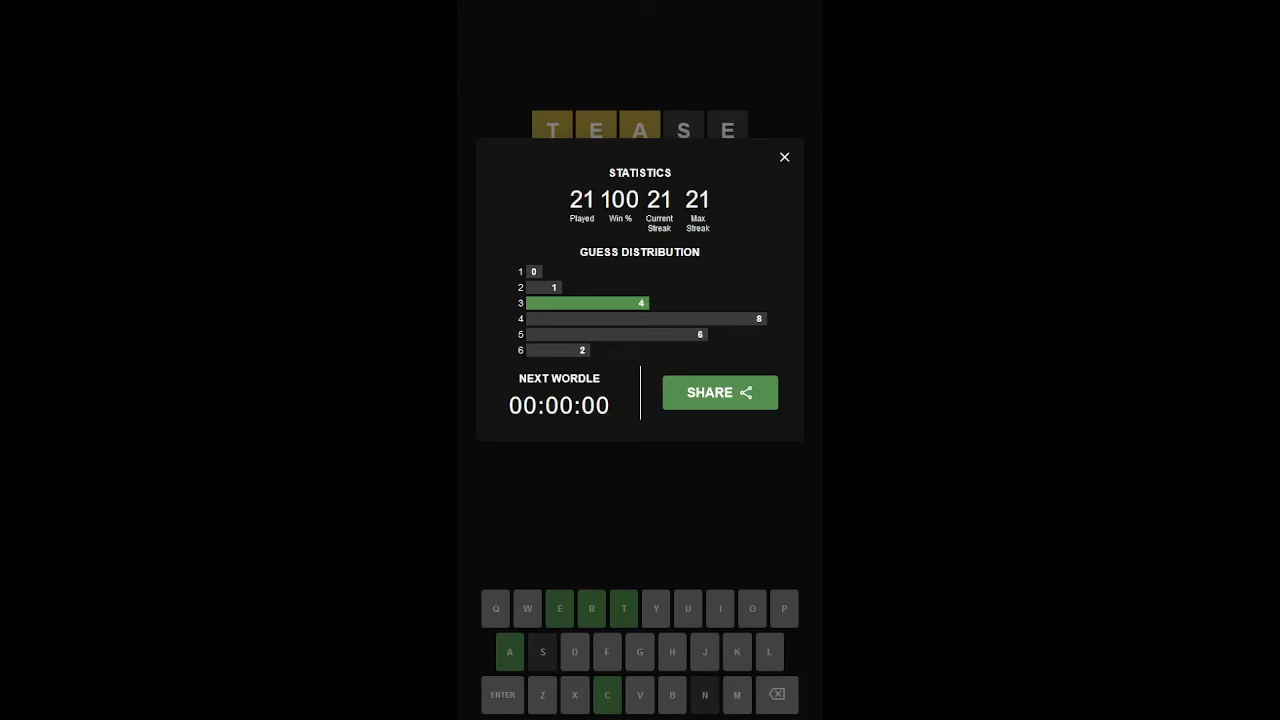 TEASE
STATISTICS
21 100 21 21
Played Win % Current Streak Max Streak
GUESS DISTRIBUTION
1 0
2 1
3 4
4 8
5 6
6 2
NEXT WORDLE
00:00:00
SHARE
Q W E R T Y U I O P
A S D F G H J K L
ENTER Z X C V B N M